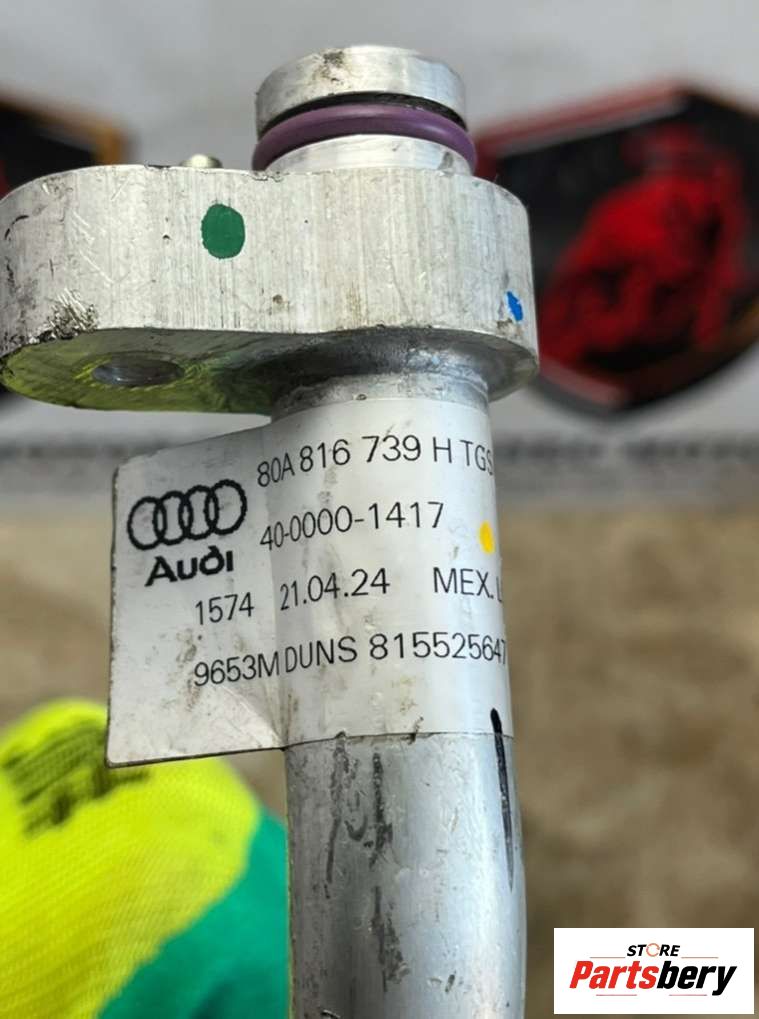 80A 816 739 H TGS
40-0000-1417
Audi
1574 21.04.24 MEX.
9653M DUNS 815525647
STORE
Partsbery